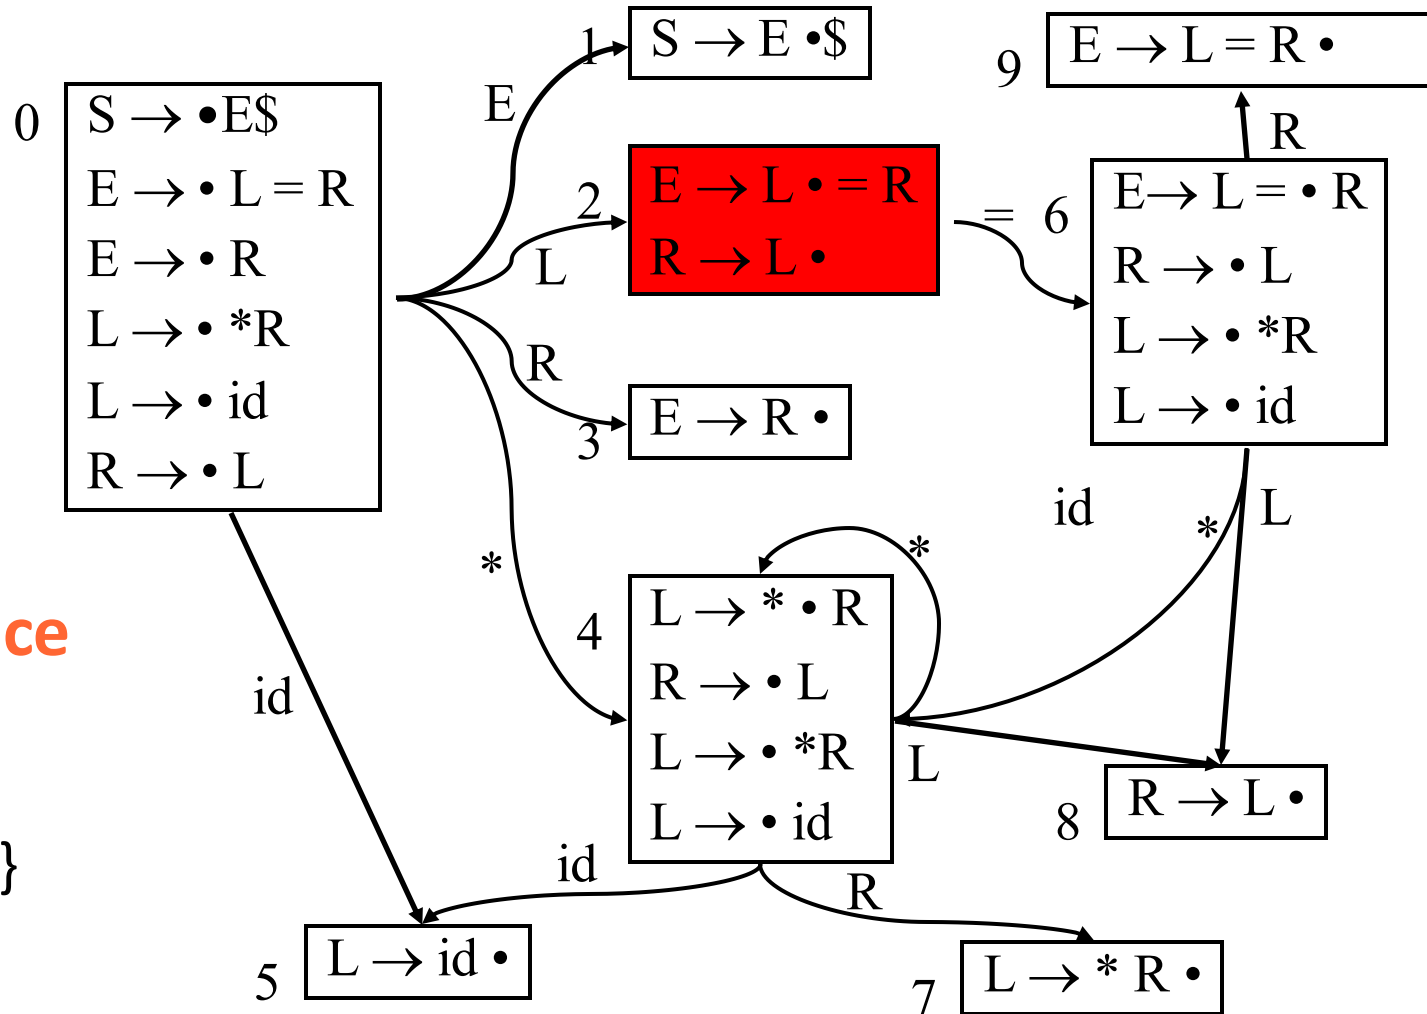 0
S → •E$
E → • L = R
E → • R
L → • *R
L → • id
R → • L
E
L
R
*
id
1
S → E •$
2
E → L • = R
R → L •
=
3
E → R •
4
L → * • R
R → • L
L → • *R
L → • id
*
L
id
R
5
L → id •
6
E→ L = • R
R → • L
L → • *R
L → • id
R
id
*
L
7
L → * R •
8
R → L •
9
E → L = R •
ce
}